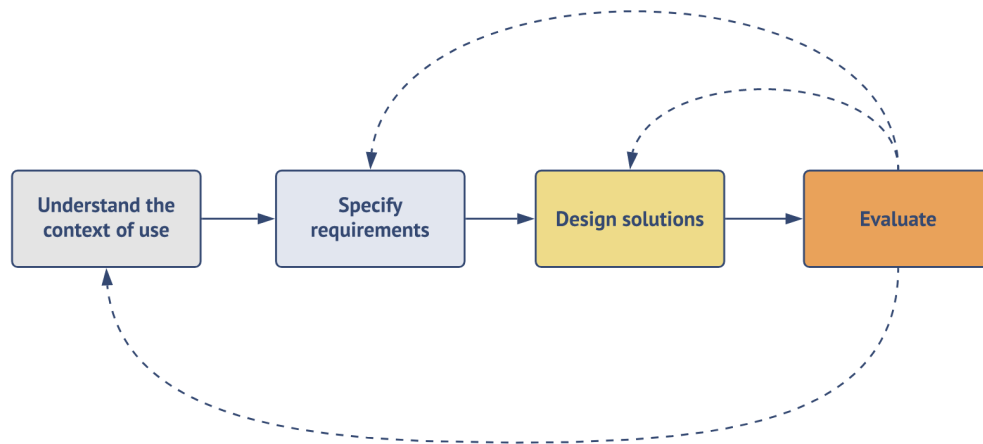 Understand the
context of use
Specify
requirements
Design solutions
Evaluate